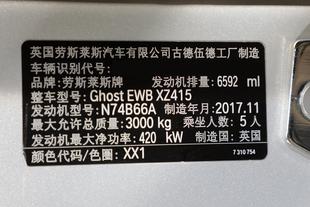 英国劳斯莱斯汽车有限公司古德伍德工厂制造
车辆识别代号:
品牌: 劳斯莱斯牌 发动机排量: 6592 ml
整车型号: Ghost EWB XZ415
发动机型号: N74B66A 制造年月: 2017.11
最大允许总质量: 3000 kg 乘坐人数: 5 人
发动机最大净功率: 420 kW 制造国: 英国
颜色代码/色圈: XX1
7 310 754